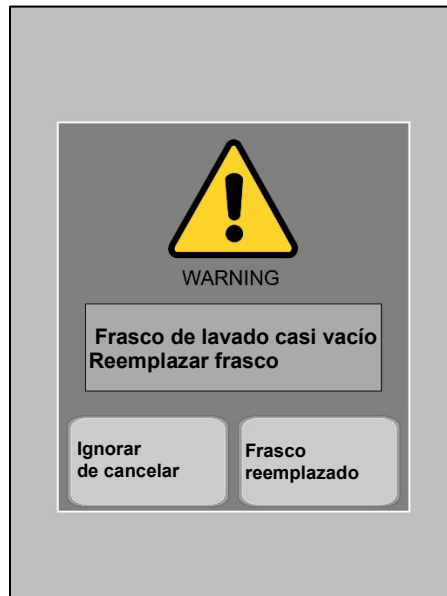 WARNING
Frasco de lavado casi vacío
Reemplazar frasco
Ignorar
de cancelar
Frasco
reemplazado